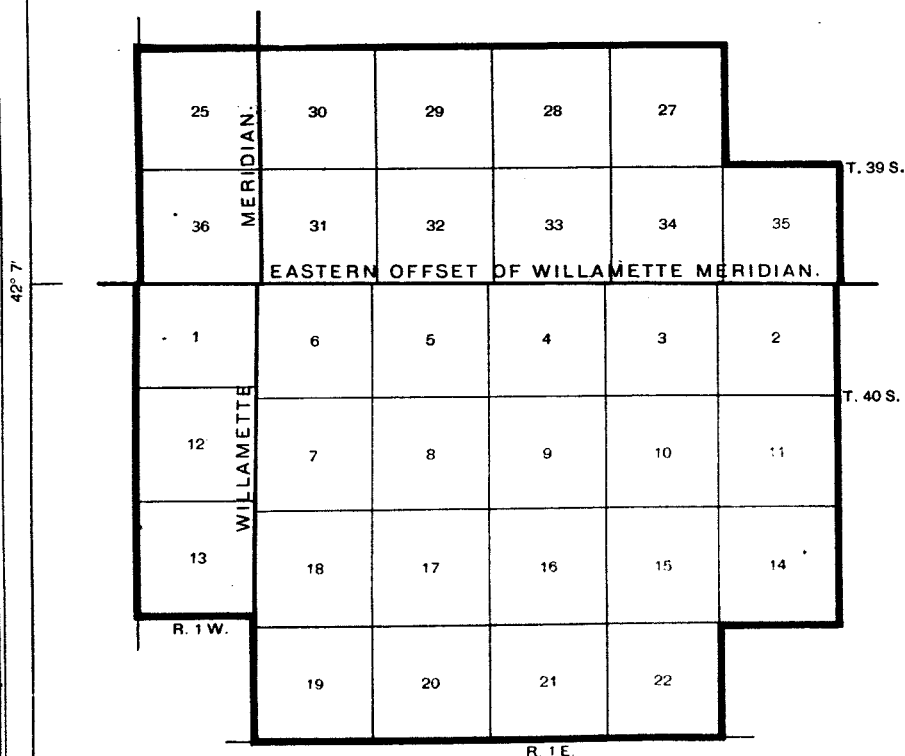 25 30 29 28 27
MERIDIAN.
T. 39 S.
36 31 32 33 34 35
42° 7'
EASTERN OFFSET OF WILLAMETTE MERIDIAN.
1 6 5 4 3 2
T. 40 S.
WILLAMETTE
12 7 8 9 10 11
13 18 17 16 15 14
R. 1 W.
19 20 21 22
R. 1 E.